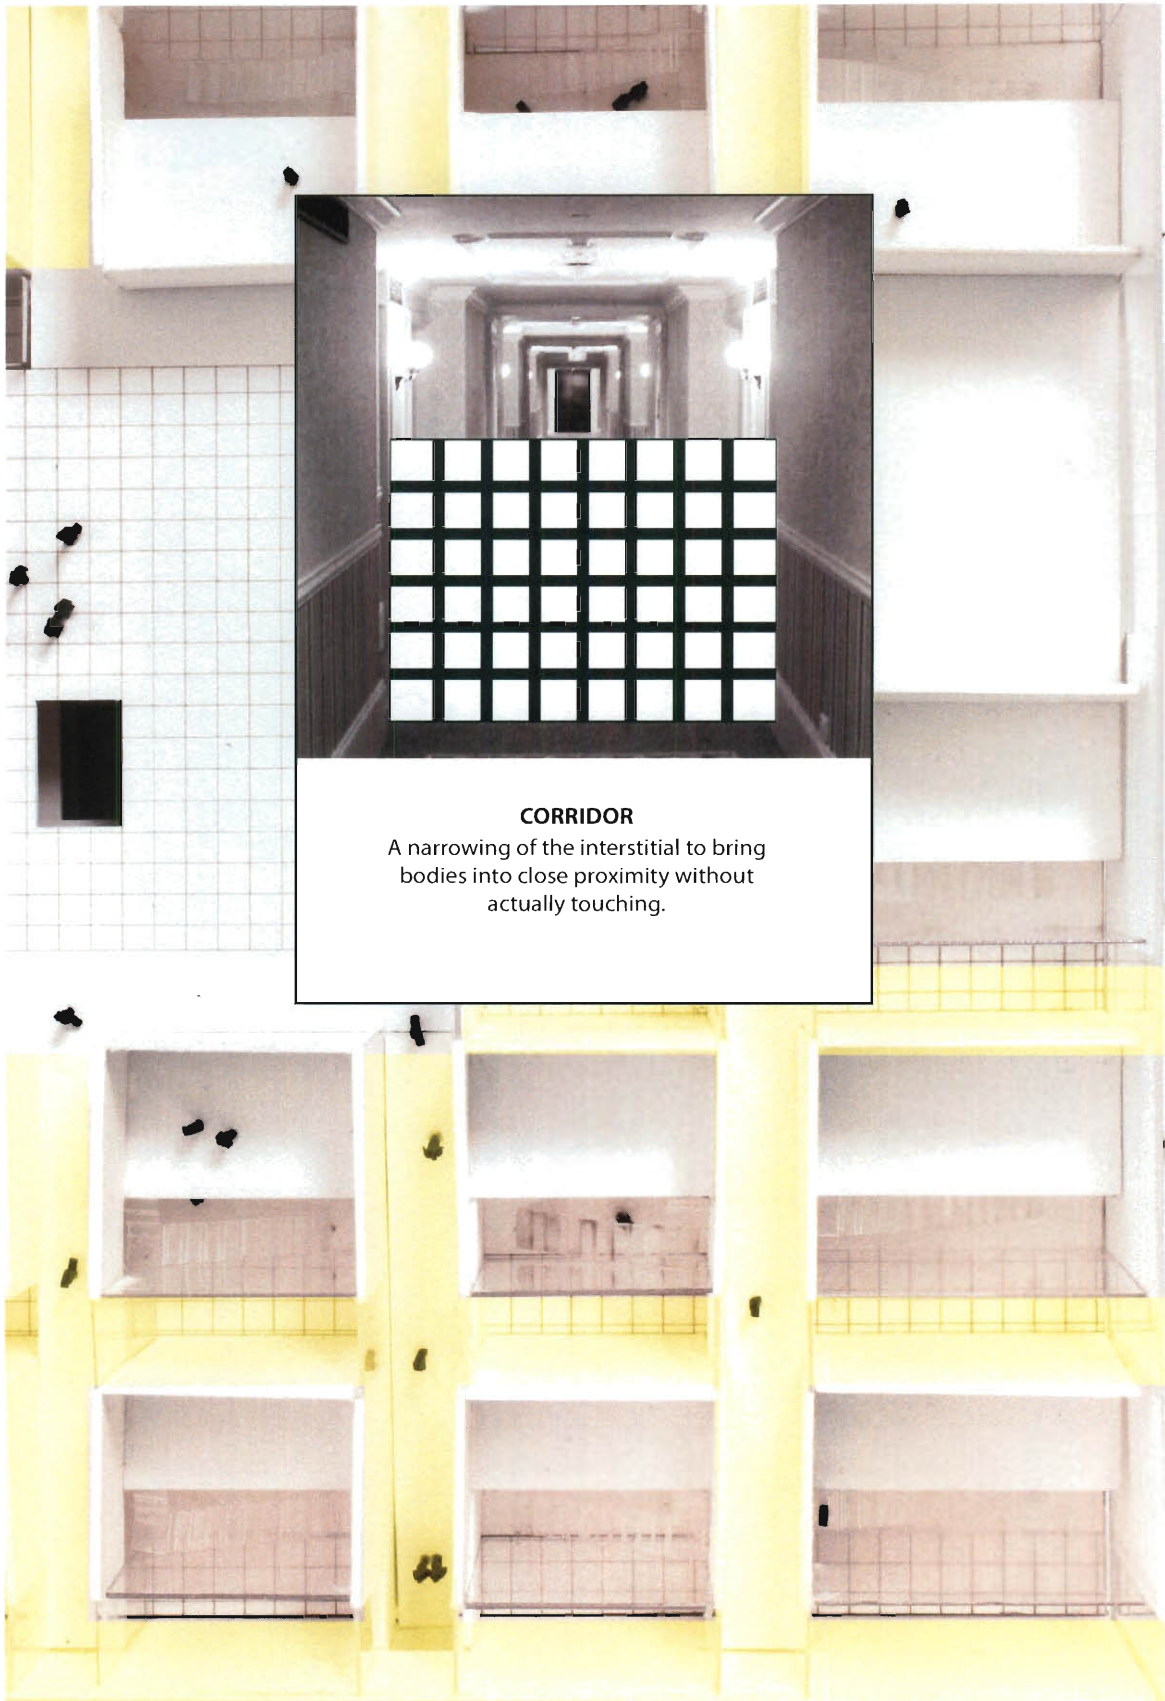 CORRIDOR
A narrowing of the interstitial to bring
bodies into close proximity without
actually touching.